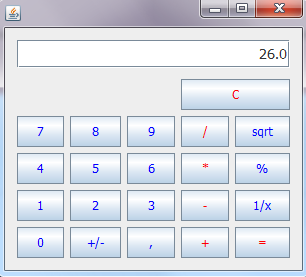 26.0
C
7 8 9 / sqrt
4 5 6 * %
1 2 3 - 1/x
0 +/- , + =